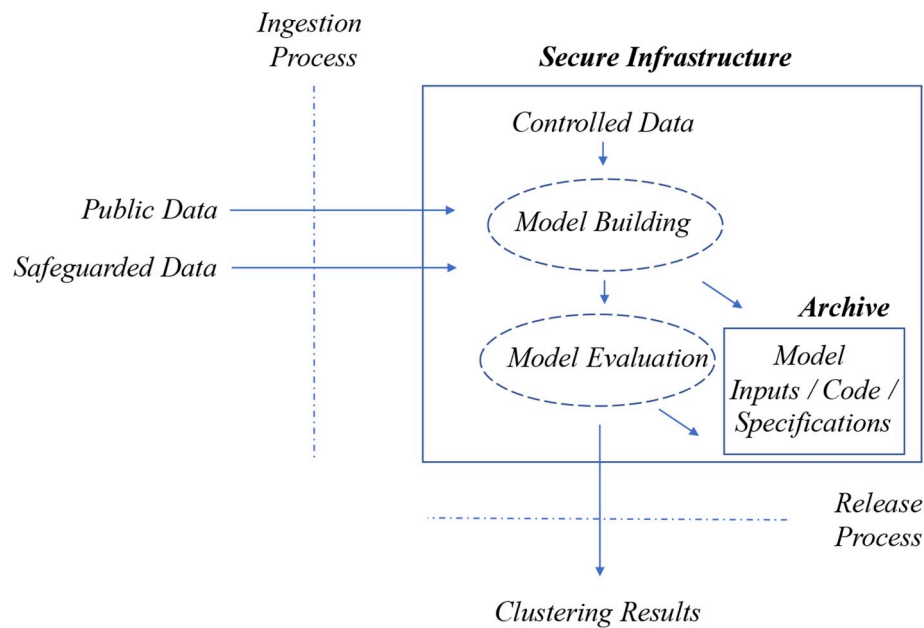 Ingestion
Process
Secure Infrastructure
Controlled Data
Public Data
Model Building
Safeguarded Data
Archive
Model Evaluation
Model
Inputs / Code /
Specifications
Release
Process
Clustering Results